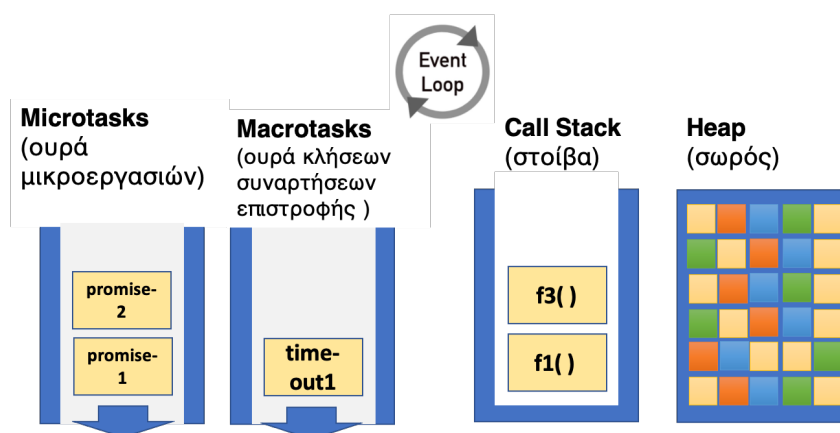 Event
Loop
Microtasks
(ουρά
μικροεργασιών)
promise-
2
promise-
1
Macrotasks
(ουρά κλήσεων
συναρτήσεων
επιστροφής )
time-
out1
Call Stack
(στοίβα)
f3( )
f1( )
Heap
(σωρός)